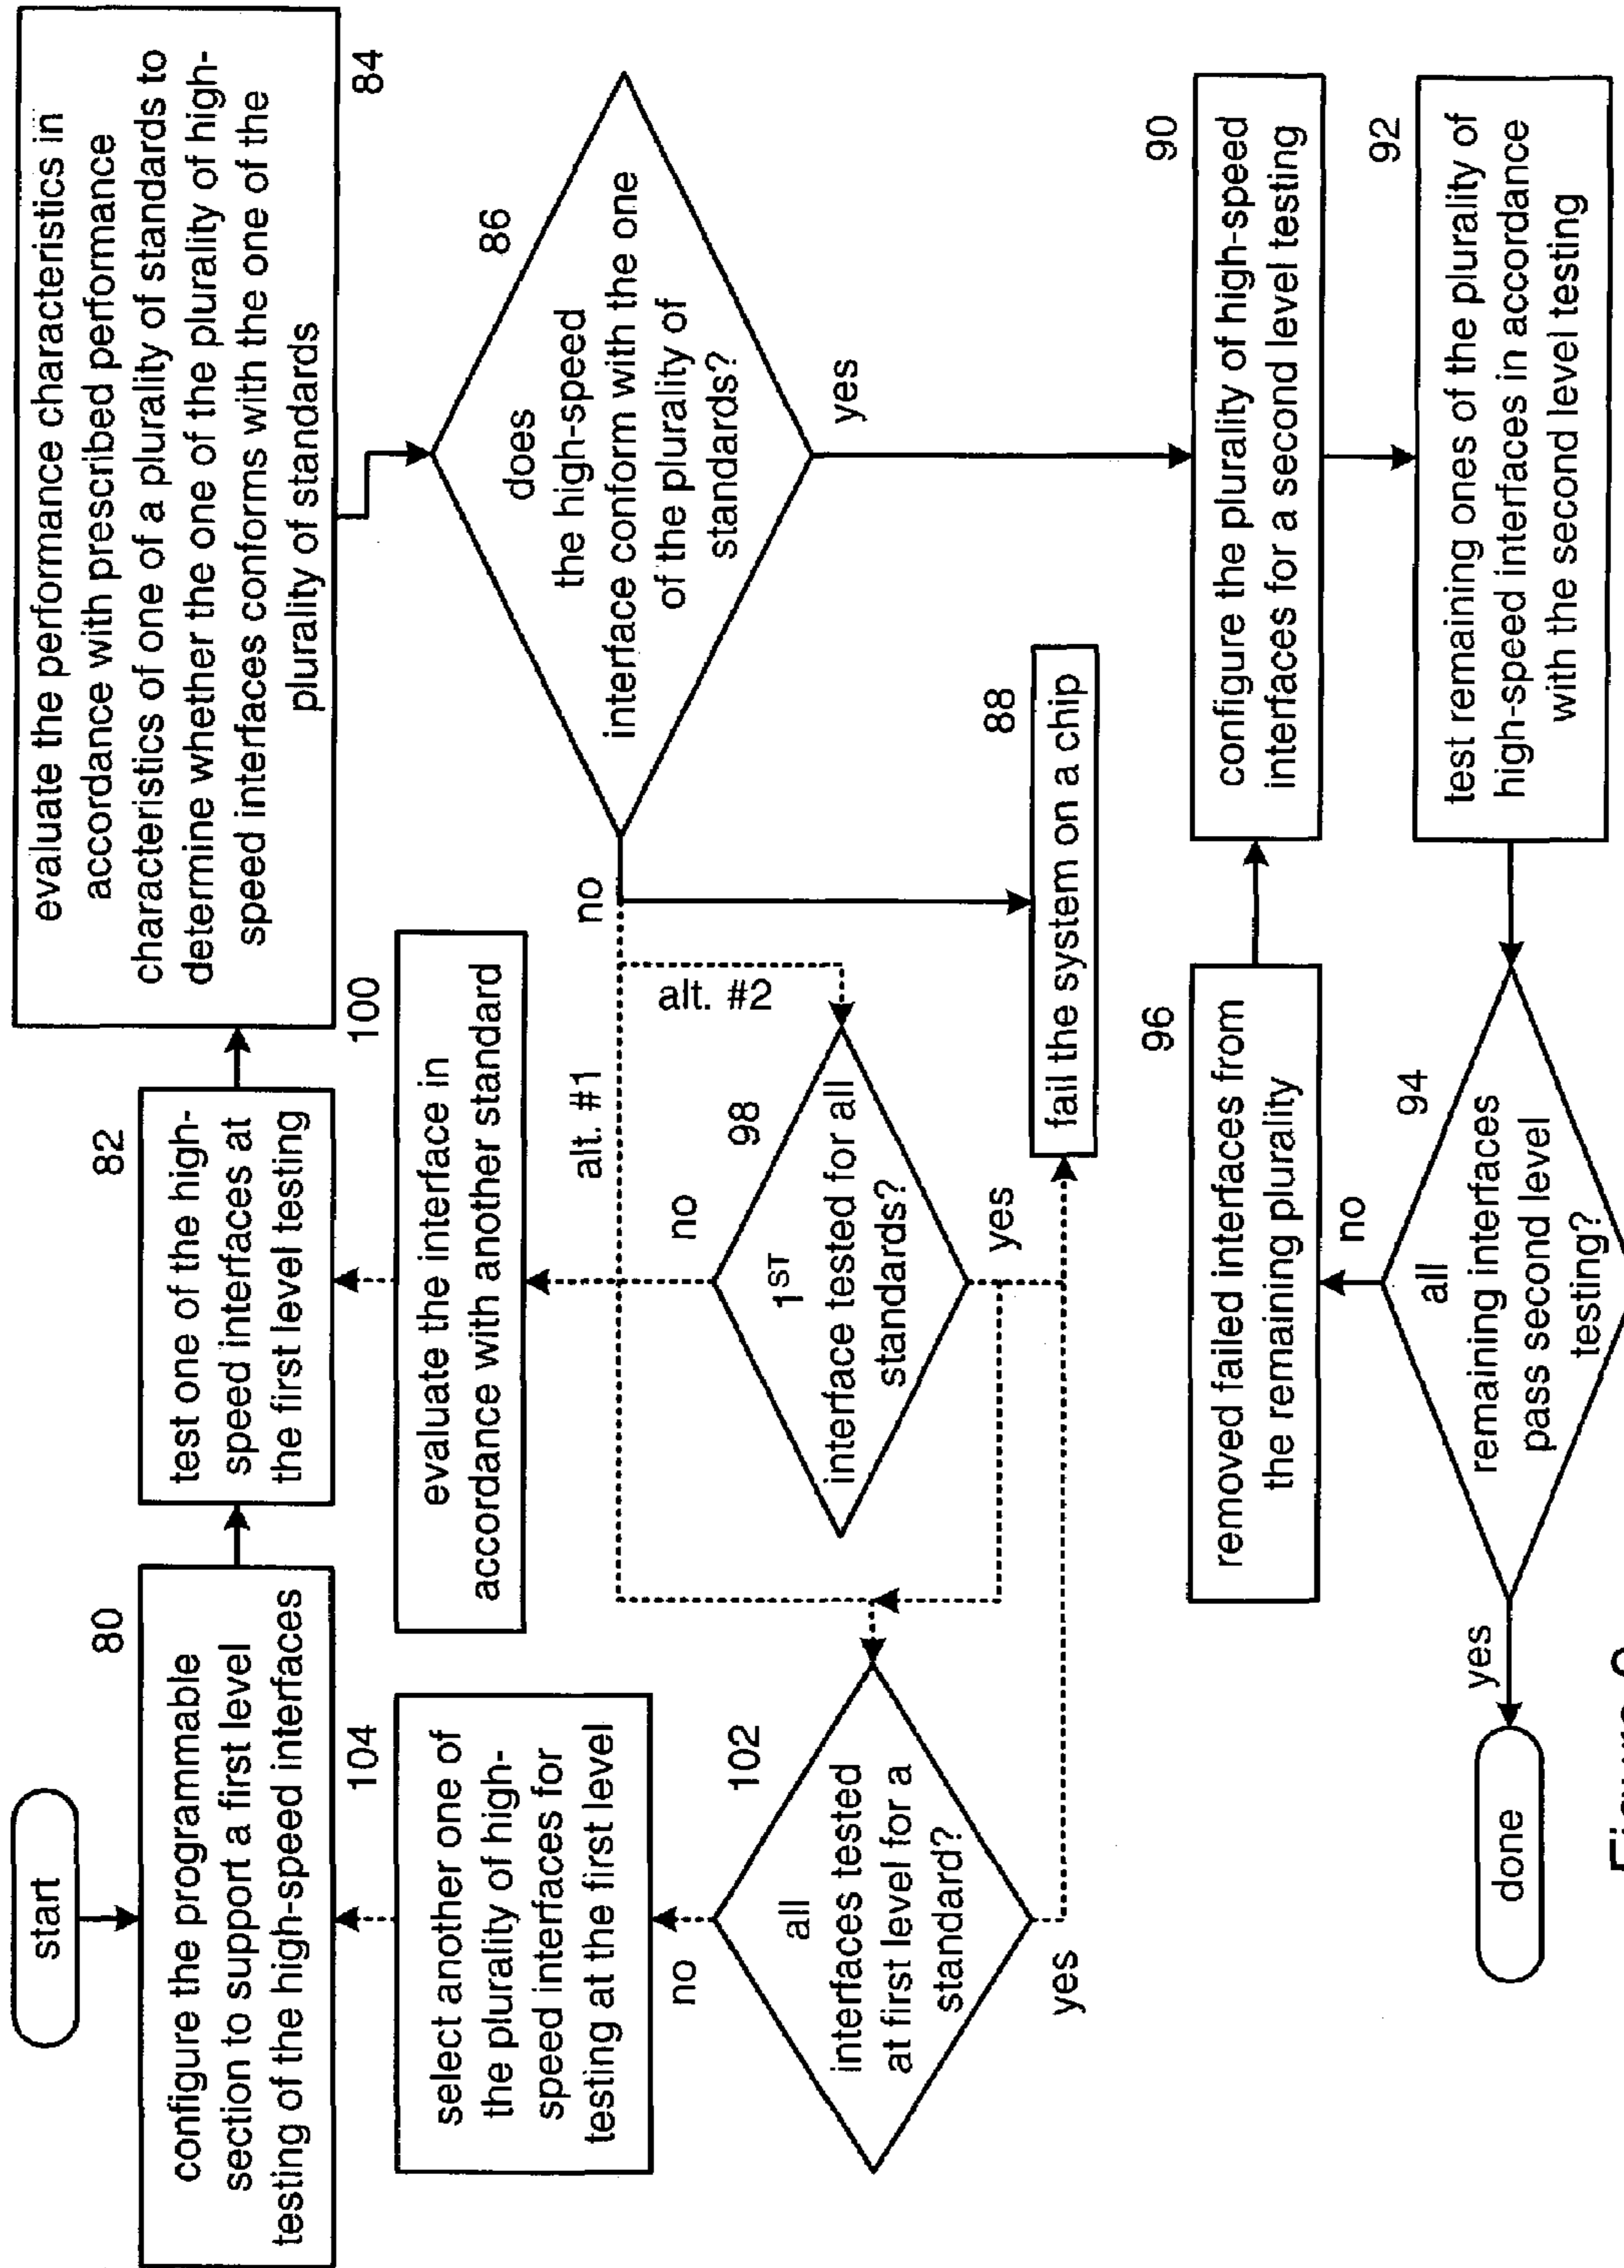 start
80
configure the programmable
section to support a first level
testing of the high-speed interfaces
82
test one of the high-
speed interfaces at
the first level testing
evaluate the performance characteristics in
accordance with prescribed performance
characteristics of one of a plurality of standards to
determine whether the one of the plurality of high-
speed interfaces conforms with the one of the
plurality of standards
84
104
select another one of
the plurality of high-
speed interfaces for
testing at the first level
no
100
evaluate the interface in
accordance with another standard
86
does
the high-speed
interface conform with the one
of the plurality of
standards?
no
yes
alt. #1
alt. #2
no
98
1ST
interface tested for all
standards?
yes
102
all
interfaces tested
at first level for a
standard?
yes
88
fail the system on a chip
90
configure the plurality of high-speed
interfaces for a second level testing
96
removed failed interfaces from
the remaining plurality
no
92
test remaining ones of the plurality of
high-speed interfaces in accordance
with the second level testing
94
all
remaining interfaces
pass second level
testing?
yes
done
Figure